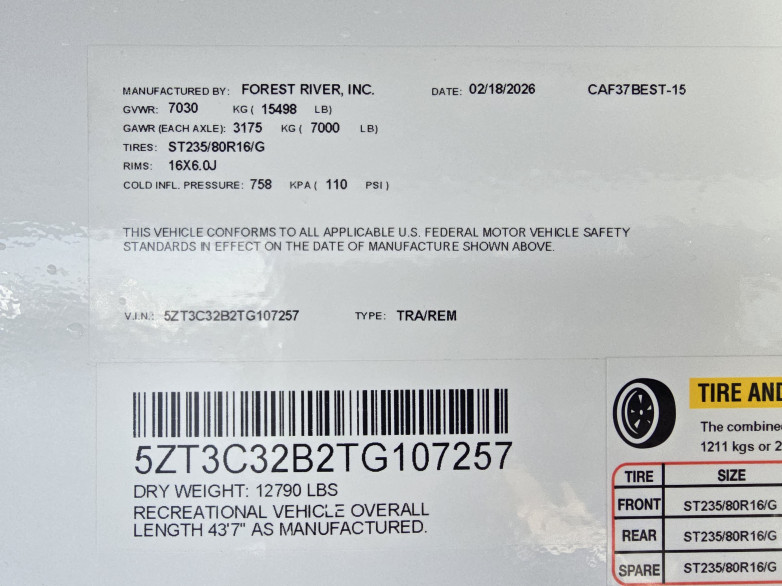 MANUFACTURED BY: FOREST RIVER, INC. DATE: 02/18/2026 CAF37BEST-15
GVWR: 7030 KG ( 15498 LB)
GAWR (EACH AXLE): 3175 KG ( 7000 LB)
TIRES: ST235/80R16/G
RIMS: 16X6.0J
COLD INFL. PRESSURE: 758 KPA ( 110 PSI )
THIS VEHICLE CONFORMS TO ALL APPLICABLE U.S. FEDERAL MOTOR VEHICLE SAFETY
STANDARDS IN EFFECT ON THE DATE OF MANUFACTURE SHOWN ABOVE.
V.I.N.: 5ZT3C32B2TG107257 TYPE: TRA/REM
5ZT3C32B2TG107257
DRY WEIGHT: 12790 LBS
RECREATIONAL VEHICLE OVERALL
LENGTH 43'7" AS MANUFACTURED.
TIRE AND
The combined
1211 kgs or 2
TIRE SIZE
FRONT ST235/80R16/G
REAR ST235/80R16/G
SPARE ST235/80R16/G